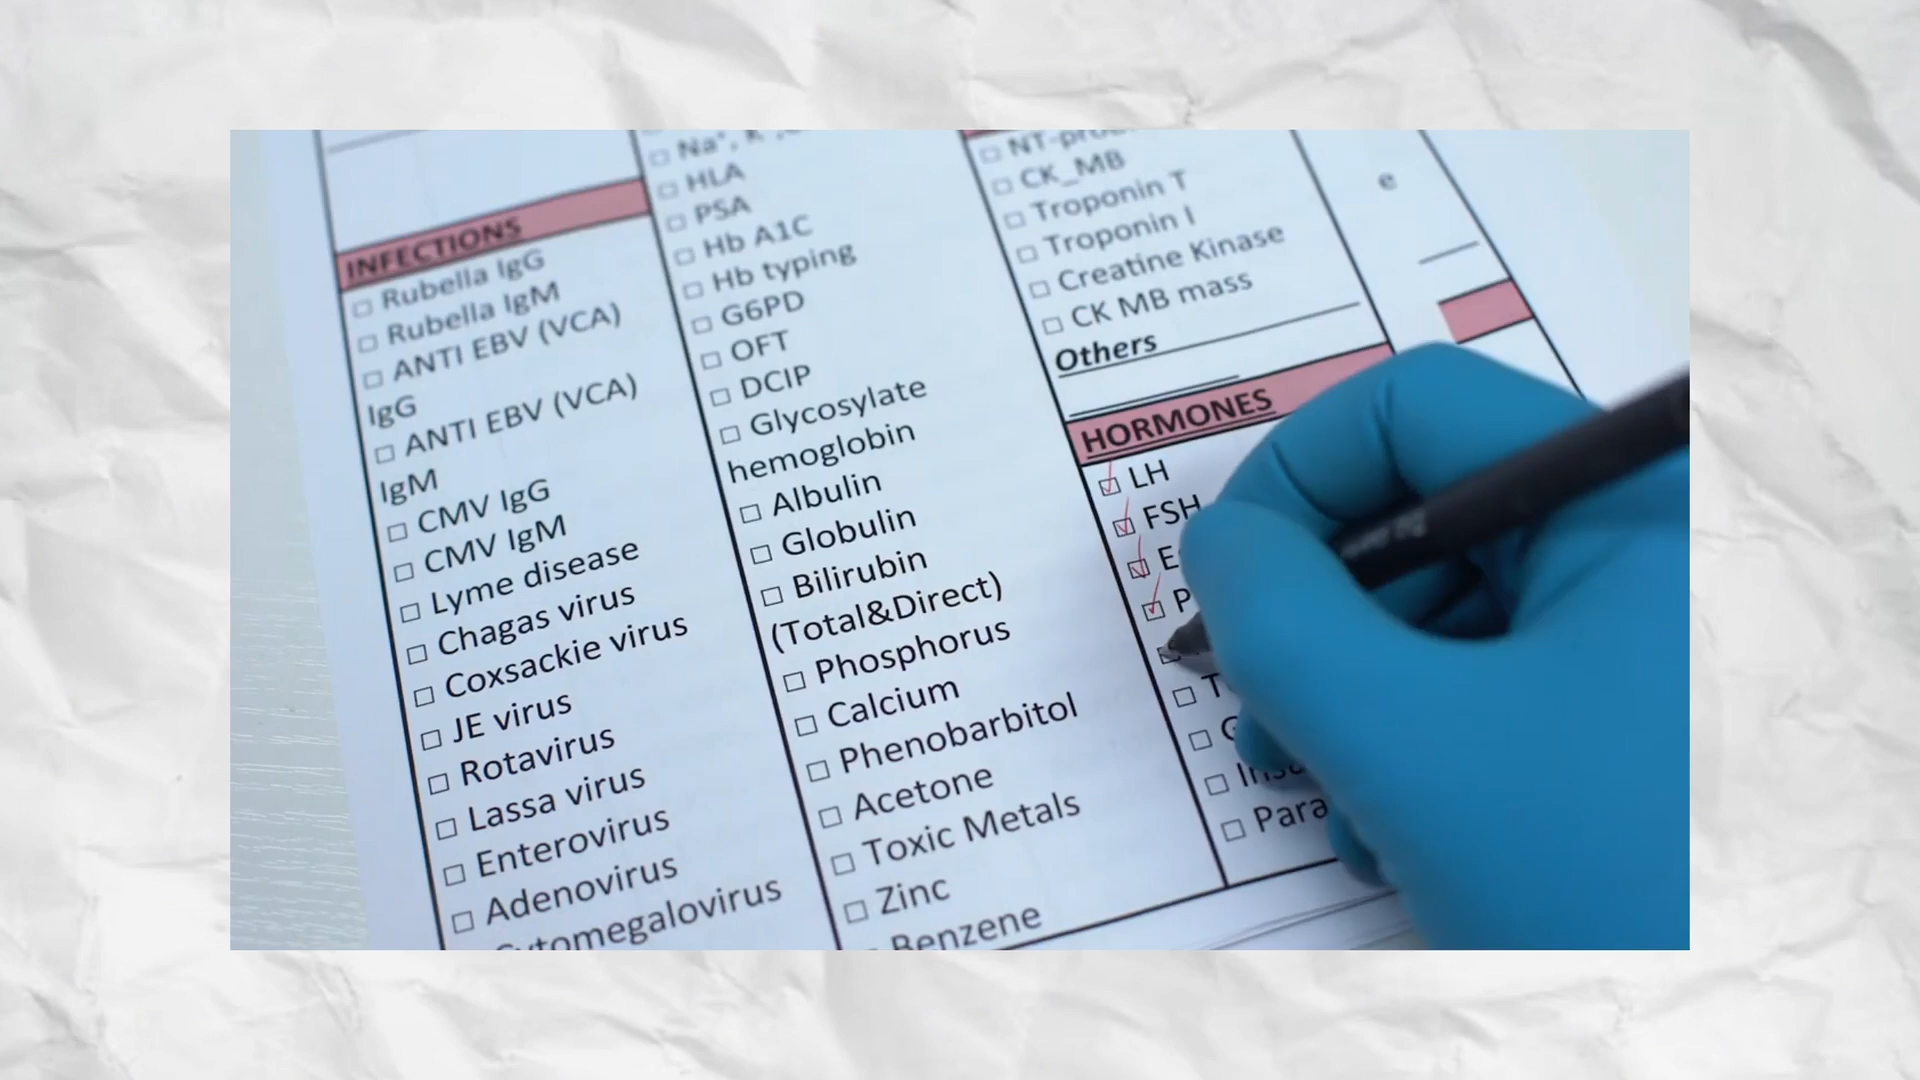 INFECTIONS
□ Rubella IgG
□ Rubella IgM
□ ANTI EBV (VCA)
IgG
□ ANTI EBV (VCA)
IgM
□ CMV IgG
□ CMV IgM
□ Lyme disease
□ Chagas virus
□ Coxsackie virus
□ JE virus
□ Rotavirus
□ Lassa virus
□ Enterovirus
□ Adenovirus
Cytomegalovirus
□ HLA
□ PSA
□ Hb A1C
□ Hb typing
□ G6PD
□ OFT
□ DCIP
□ Glycosylate
hemoglobin
□ Albulin
□ Globulin
□ Bilirubin
(Total&Direct)
□ Phosphorus
□ Calcium
□ Phenobarbitol
□ Acetone
□ Toxic Metals
□ Zinc
□ Benzene
□ CK_MB
□ Troponin T
□ Troponin I
□ Creatine Kinase
□ CK MB mass
Others
HORMONES
☑ LH
☑ FSH
☑ E
☑ P
□ T
□ G
□ Ins
□ Para
e